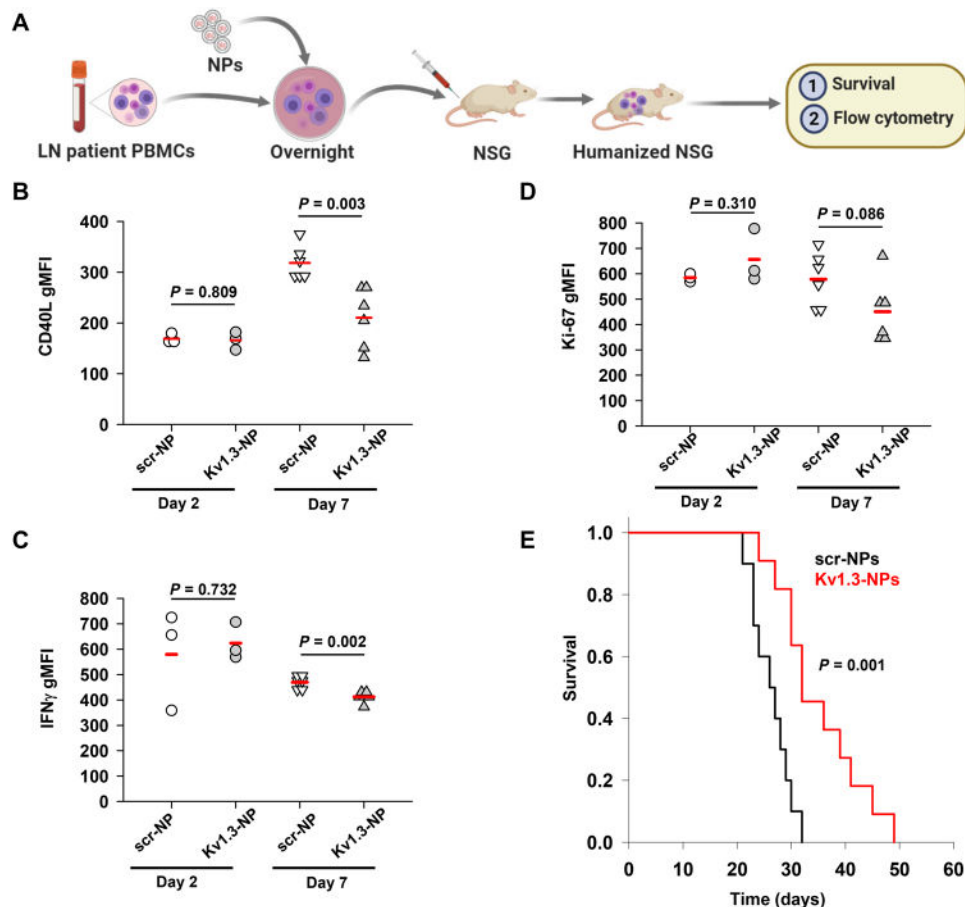 A
NPs
LN patient PBMCs
Overnight
NSG
Humanized NSG
1 Survival
2 Flow cytometry
B
CD40L gMFI
400
300
200
100
0
P = 0.809
P = 0.003
scr-NP
Kv1.3-NP
scr-NP
Kv1.3-NP
Day 2
Day 7
D
Ki-67 gMFI
800
700
600
500
400
300
200
100
0
P = 0.310
P = 0.086
scr-NP
Kv1.3-NP
scr-NP
Kv1.3-NP
Day 2
Day 7
C
IFNγ gMFI
800
700
600
500
400
300
200
100
0
P = 0.732
P = 0.002
scr-NP
Kv1.3-NP
scr-NP
Kv1.3-NP
Day 2
Day 7
E
Survival
1.0
0.8
0.6
0.4
0.2
0.0
scr-NPs
Kv1.3-NPs
P = 0.001
0 10 20 30 40 50 60
Time (days)